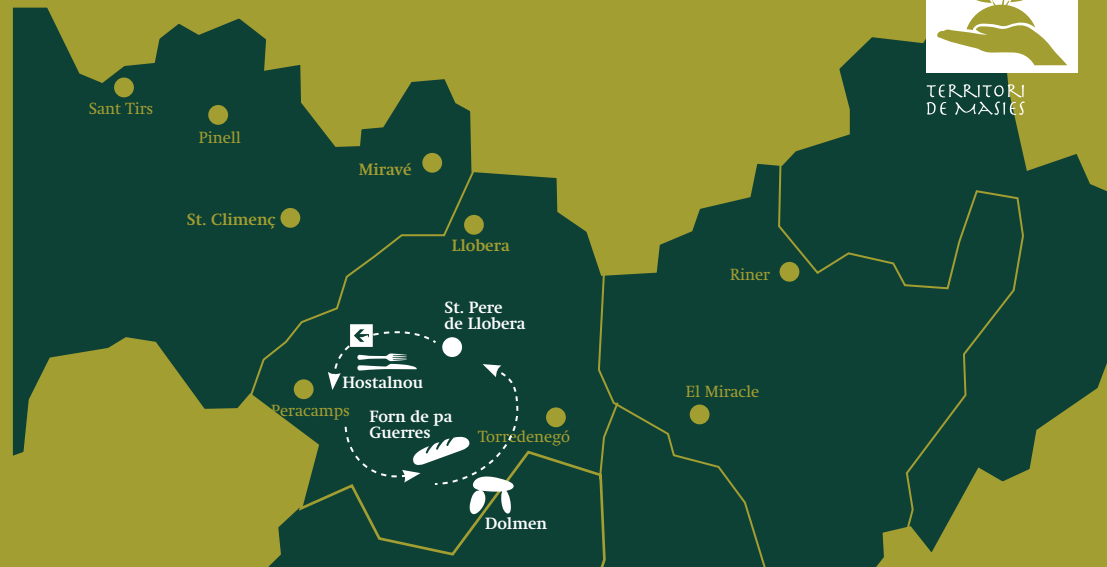 TERRITORI
DE MASIES
Sant Tirs
Pinell
Miravé
St. Climenç
Llobera
Riner
St. Pere
de Llobera
Hostalnou
El Miracle
Peracamps
Forn de pa
Guerres
Torredenegó
Dolmen